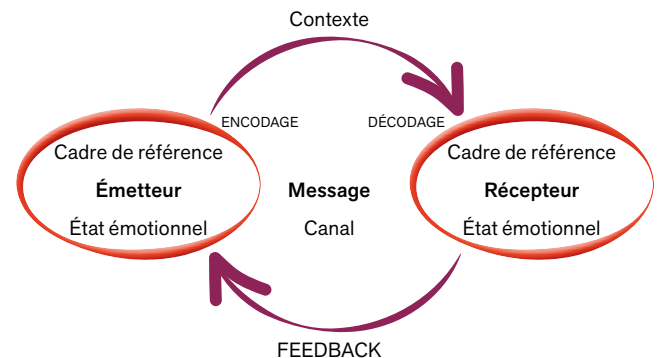 Contexte
ENCODAGE
DÉCODAGE
Cadre de référence
Émetteur
État émotionnel
Message
Canal
Cadre de référence
Récepteur
État émotionnel
FEEDBACK